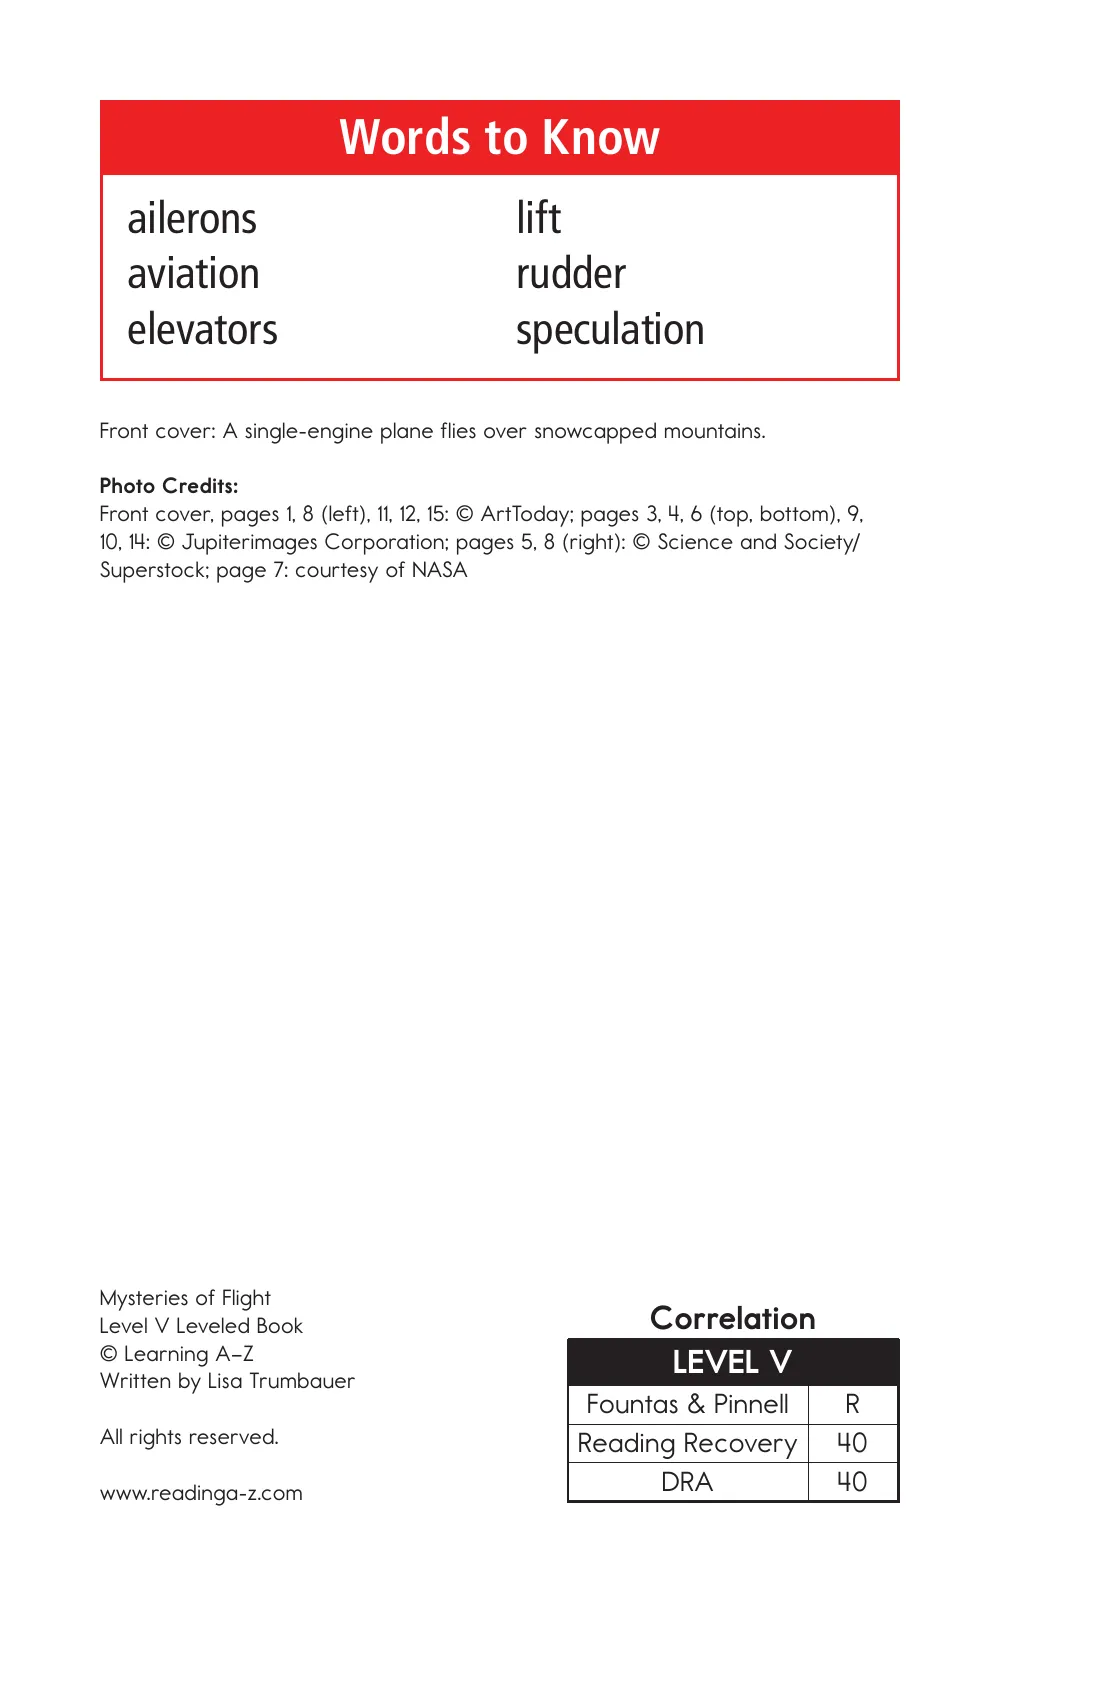 Words to Know
ailerons
aviation
elevators
lift
rudder
speculation
Front cover: A single-engine plane flies over snowcapped mountains.
Photo Credits:
Front cover, pages 1, 8 (left), 11, 12, 15: © ArtToday; pages 3, 4, 6 (top, bottom), 9,
10, 14: © Jupiterimages Corporation; pages 5, 8 (right): © Science and Society/
Superstock; page 7: courtesy of NASA
Mysteries of Flight
Level V Leveled Book
© Learning A–Z
Written by Lisa Trumbauer
All rights reserved.
www.readinga-z.com
Correlation
LEVEL V
Fountas & Pinnell R
Reading Recovery 40
DRA 40